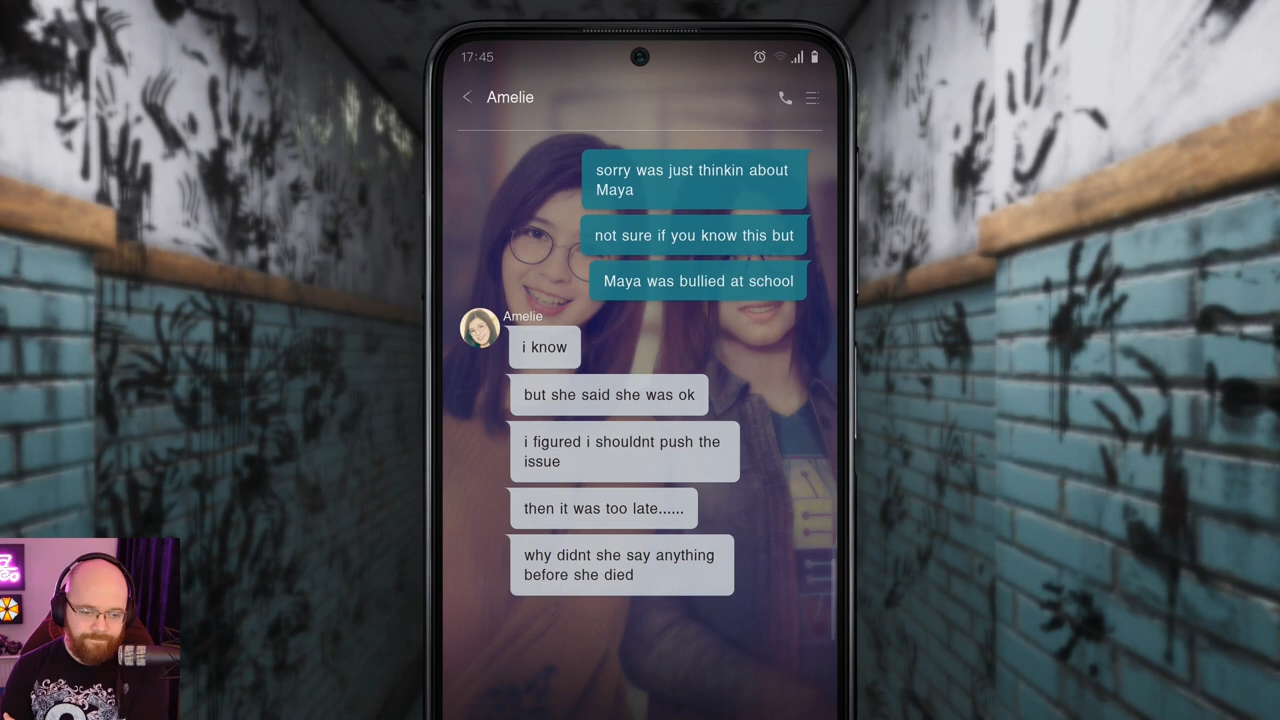 17:45
Amelie
sorry was just thinkin about
Maya
not sure if you know this but
Maya was bullied at school
Amelie
i know
but she said she was ok
i figured i shouldnt push the
issue
then it was too late......
why didnt she say anything
before she died